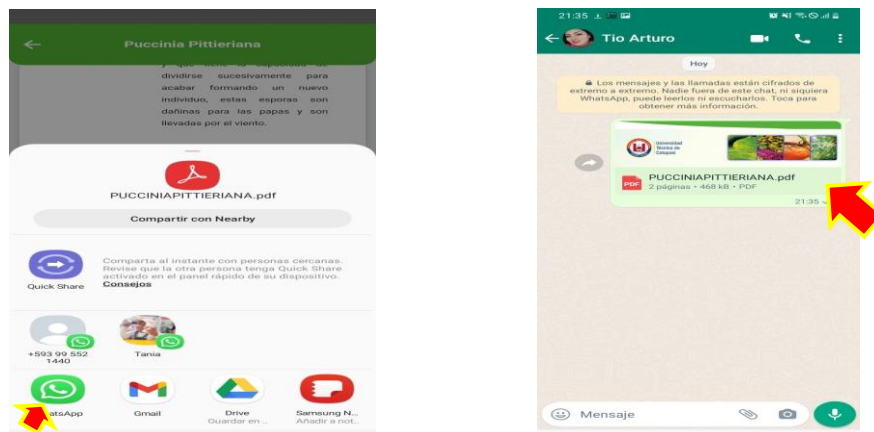 Puccinia Pittieriana
y que tiene la capacidad de
dividirse sucesivamente para
acabar formando un nuevo
individuo, estas esporas son
dañinas para las papas y son
llevadas por el viento.
PUCCINIAPITTIERIANA.pdf
Compartir con Nearby
Quick Share
Comparta al instante con personas cercanas.
Revise que la otra persona tenga Quick Share
activado en el panel rápido de su dispositivo.
Consejos
+593 99 552
1440
Tania
WhatsApp
Gmail
Drive
Guardar en ..
Samsung N...
Añadir a not..
21:35
Tio Arturo
Hoy
Los mensajes y las llamadas están cifrados de
extremo a extremo. Nadie fuera de este chat, ni siquiera
WhatsApp, puede leerlos ni escucharlos. Toca para
obtener más información.
Universidad
Técnica de
Cotopaxi
PDF
PUCCINIAPITTIERIANA.pdf
2 páginas • 468 kB • PDF
21:35
Mensaje